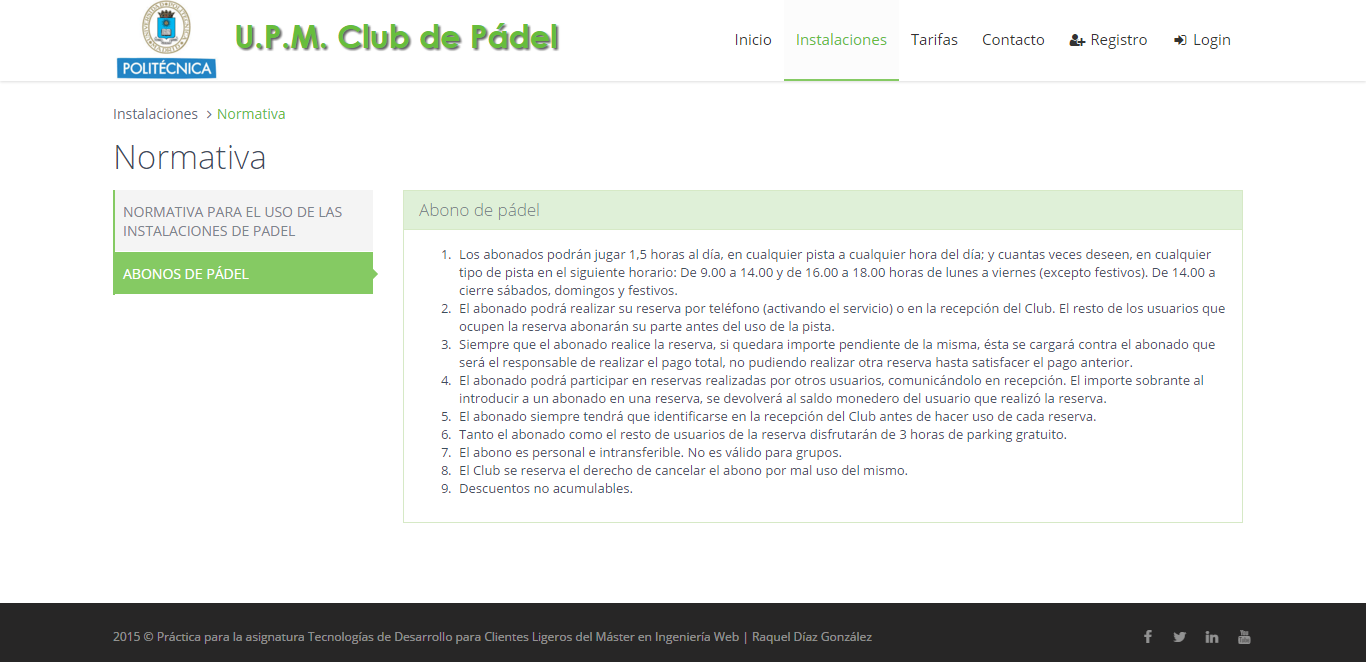 POLITÉCNICA
U.P.M. Club de Pádel
Inicio
Instalaciones
Tarifas
Contacto
Registro
Login
Instalaciones > Normativa
Normativa
NORMATIVA PARA EL USO DE LAS
INSTALACIONES DE PADEL
ABONOS DE PÁDEL
Abono de pádel
1. Los abonados podrán jugar 1,5 horas al día, en cualquier pista a cualquier hora del día; y cuantas veces deseen, en cualquier
tipo de pista en el siguiente horario: De 9.00 a 14.00 y de 16.00 a 18.00 horas de lunes a viernes (excepto festivos). De 14.00 a
cierre sábados, domingos y festivos.
2. El abonado podrá realizar su reserva por teléfono (activando el servicio) o en la recepción del Club. El resto de los usuarios que
ocupen la reserva abonarán su parte antes del uso de la pista.
3. Siempre que el abonado realice la reserva, si quedara importe pendiente de la misma, ésta se cargará contra el abonado que
será el responsable de realizar el pago total, no pudiendo realizar otra reserva hasta satisfacer el pago anterior.
4. El abonado podrá participar en reservas realizadas por otros usuarios, comunicándolo en recepción. El importe sobrante al
introducir a un abonado en una reserva, se devolverá al saldo monedero del usuario que realizó la reserva.
5. El abonado siempre tendrá que identificarse en la recepción del Club antes de hacer uso de cada reserva.
6. Tanto el abonado como el resto de usuarios de la reserva disfrutarán de 3 horas de parking gratuito.
7. El abono es personal e intransferible. No es válido para grupos.
8. El Club se reserva el derecho de cancelar el abono por mal uso del mismo.
9. Descuentos no acumulables.
2015 © Práctica para la asignatura Tecnologías de Desarrollo para Clientes Ligeros del Máster en Ingeniería Web | Raquel Díaz González